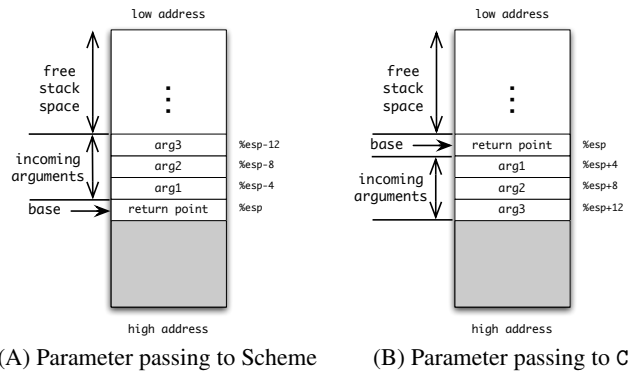 low address
free
stack
space
arg3 %esp-12
incoming
arguments
arg2 %esp-8
arg1 %esp-4
base return point %esp
high address
(A) Parameter passing to Scheme
low address
free
stack
space
base return point %esp
incoming
arguments
arg1 %esp+4
arg2 %esp+8
arg3 %esp+12
high address
(B) Parameter passing to C